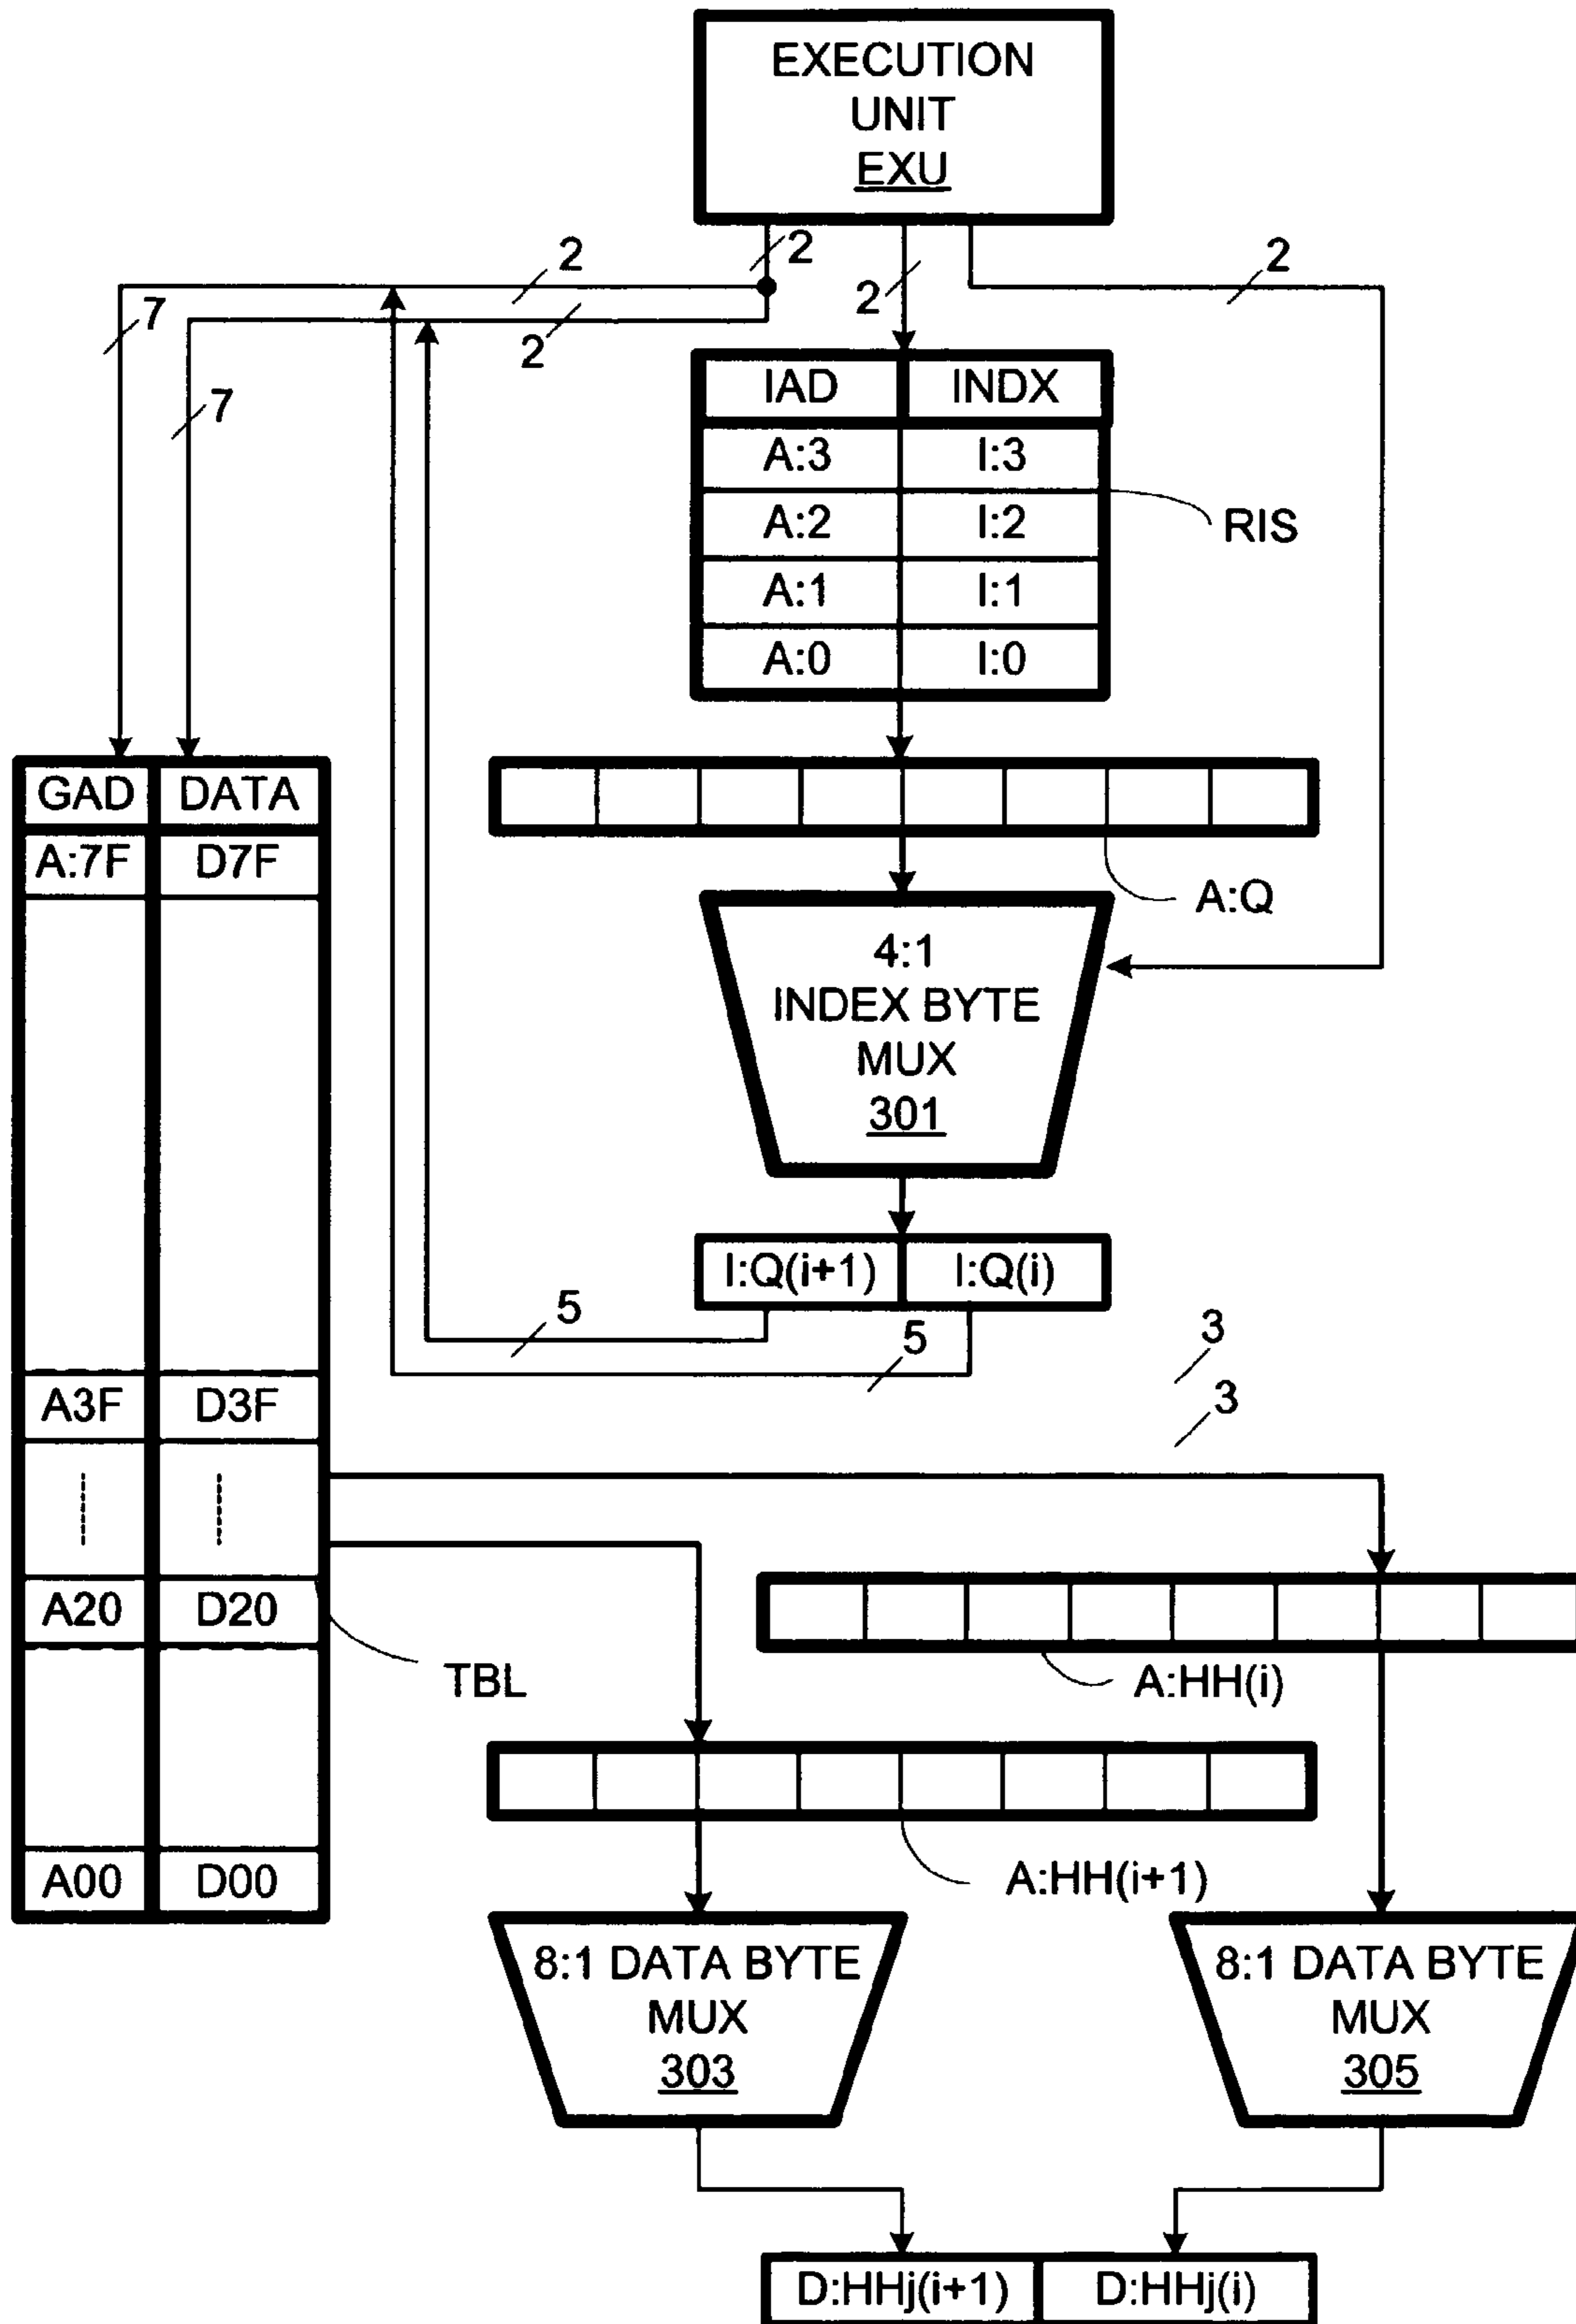 EXECUTION
UNIT
EXU
2
2
2
2
2
7
7
IAD INDX
A:3 I:3
A:2 I:2
RIS
A:1 I:1
A:0 I:0
GAD DATA
A:7F D7F
A:Q
4:1
INDEX BYTE
MUX
301
I:Q(i+1) I:Q(i)
5
5
3
3
A3F D3F
A20 D20
TBL
A:HH(i)
A00 D00
A:HH(i+1)
8:1 DATA BYTE
MUX
303
8:1 DATA BYTE
MUX
305
D:HHj(i+1) D:HHj(i)